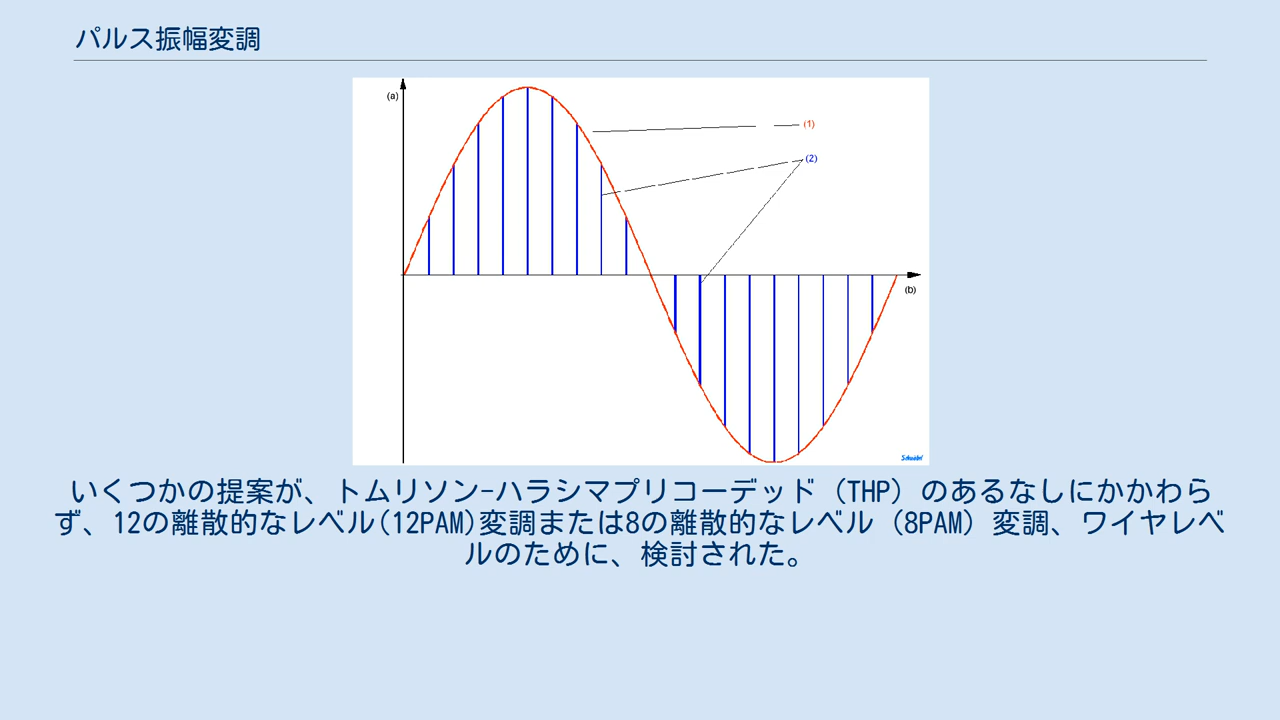 パルス振幅変調
(a)
(1)
(2)
(b)
Schneidel
いくつかの提案が、トムリソン-ハラシマプリコーデッド（THP）のあるなしにかかわら
ず、12の離散的なレベル(12PAM)変調または8の離散的なレベル（8PAM）変調、ワイヤレベ
ルのために、検討された。